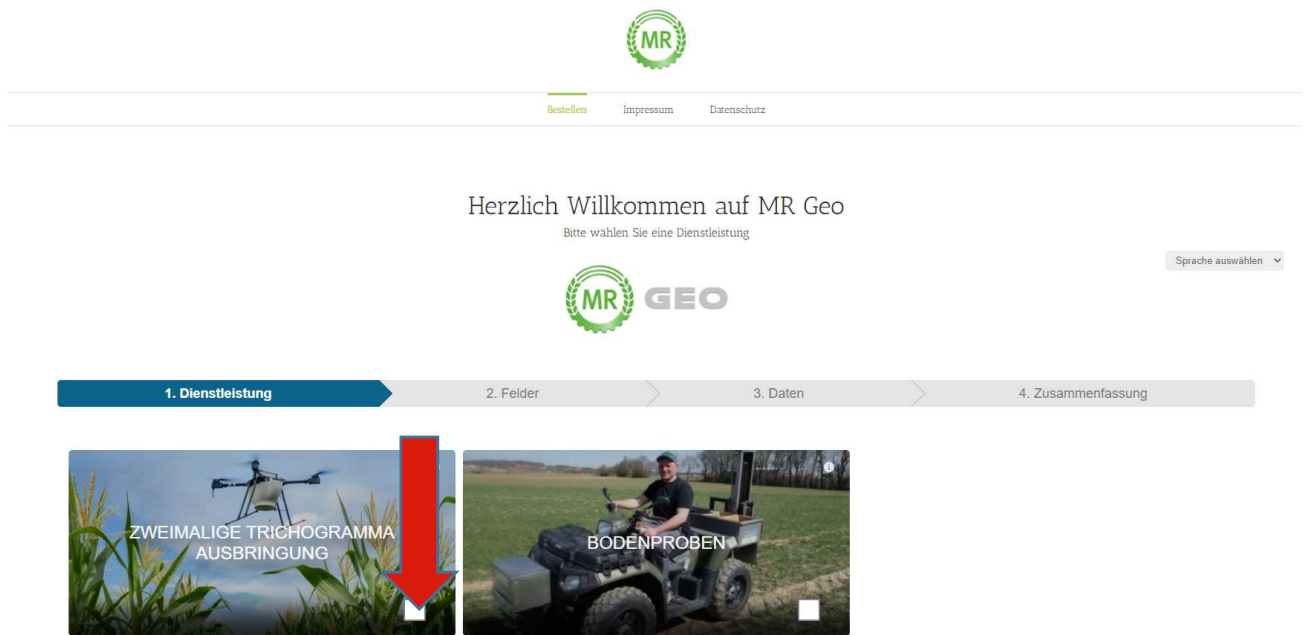 MR
Bestellen Impressum Datenschutz
Herzlich Willkommen auf MR Geo
Bitte wählen Sie eine Dienstleistung
Sprache auswählen
MR GEO
1. Dienstleistung 2. Felder 3. Daten 4. Zusammenfassung
ZWEIMALIGE TRICHOGRAMMA
AUSBRINGUNG
BODENPROBEN